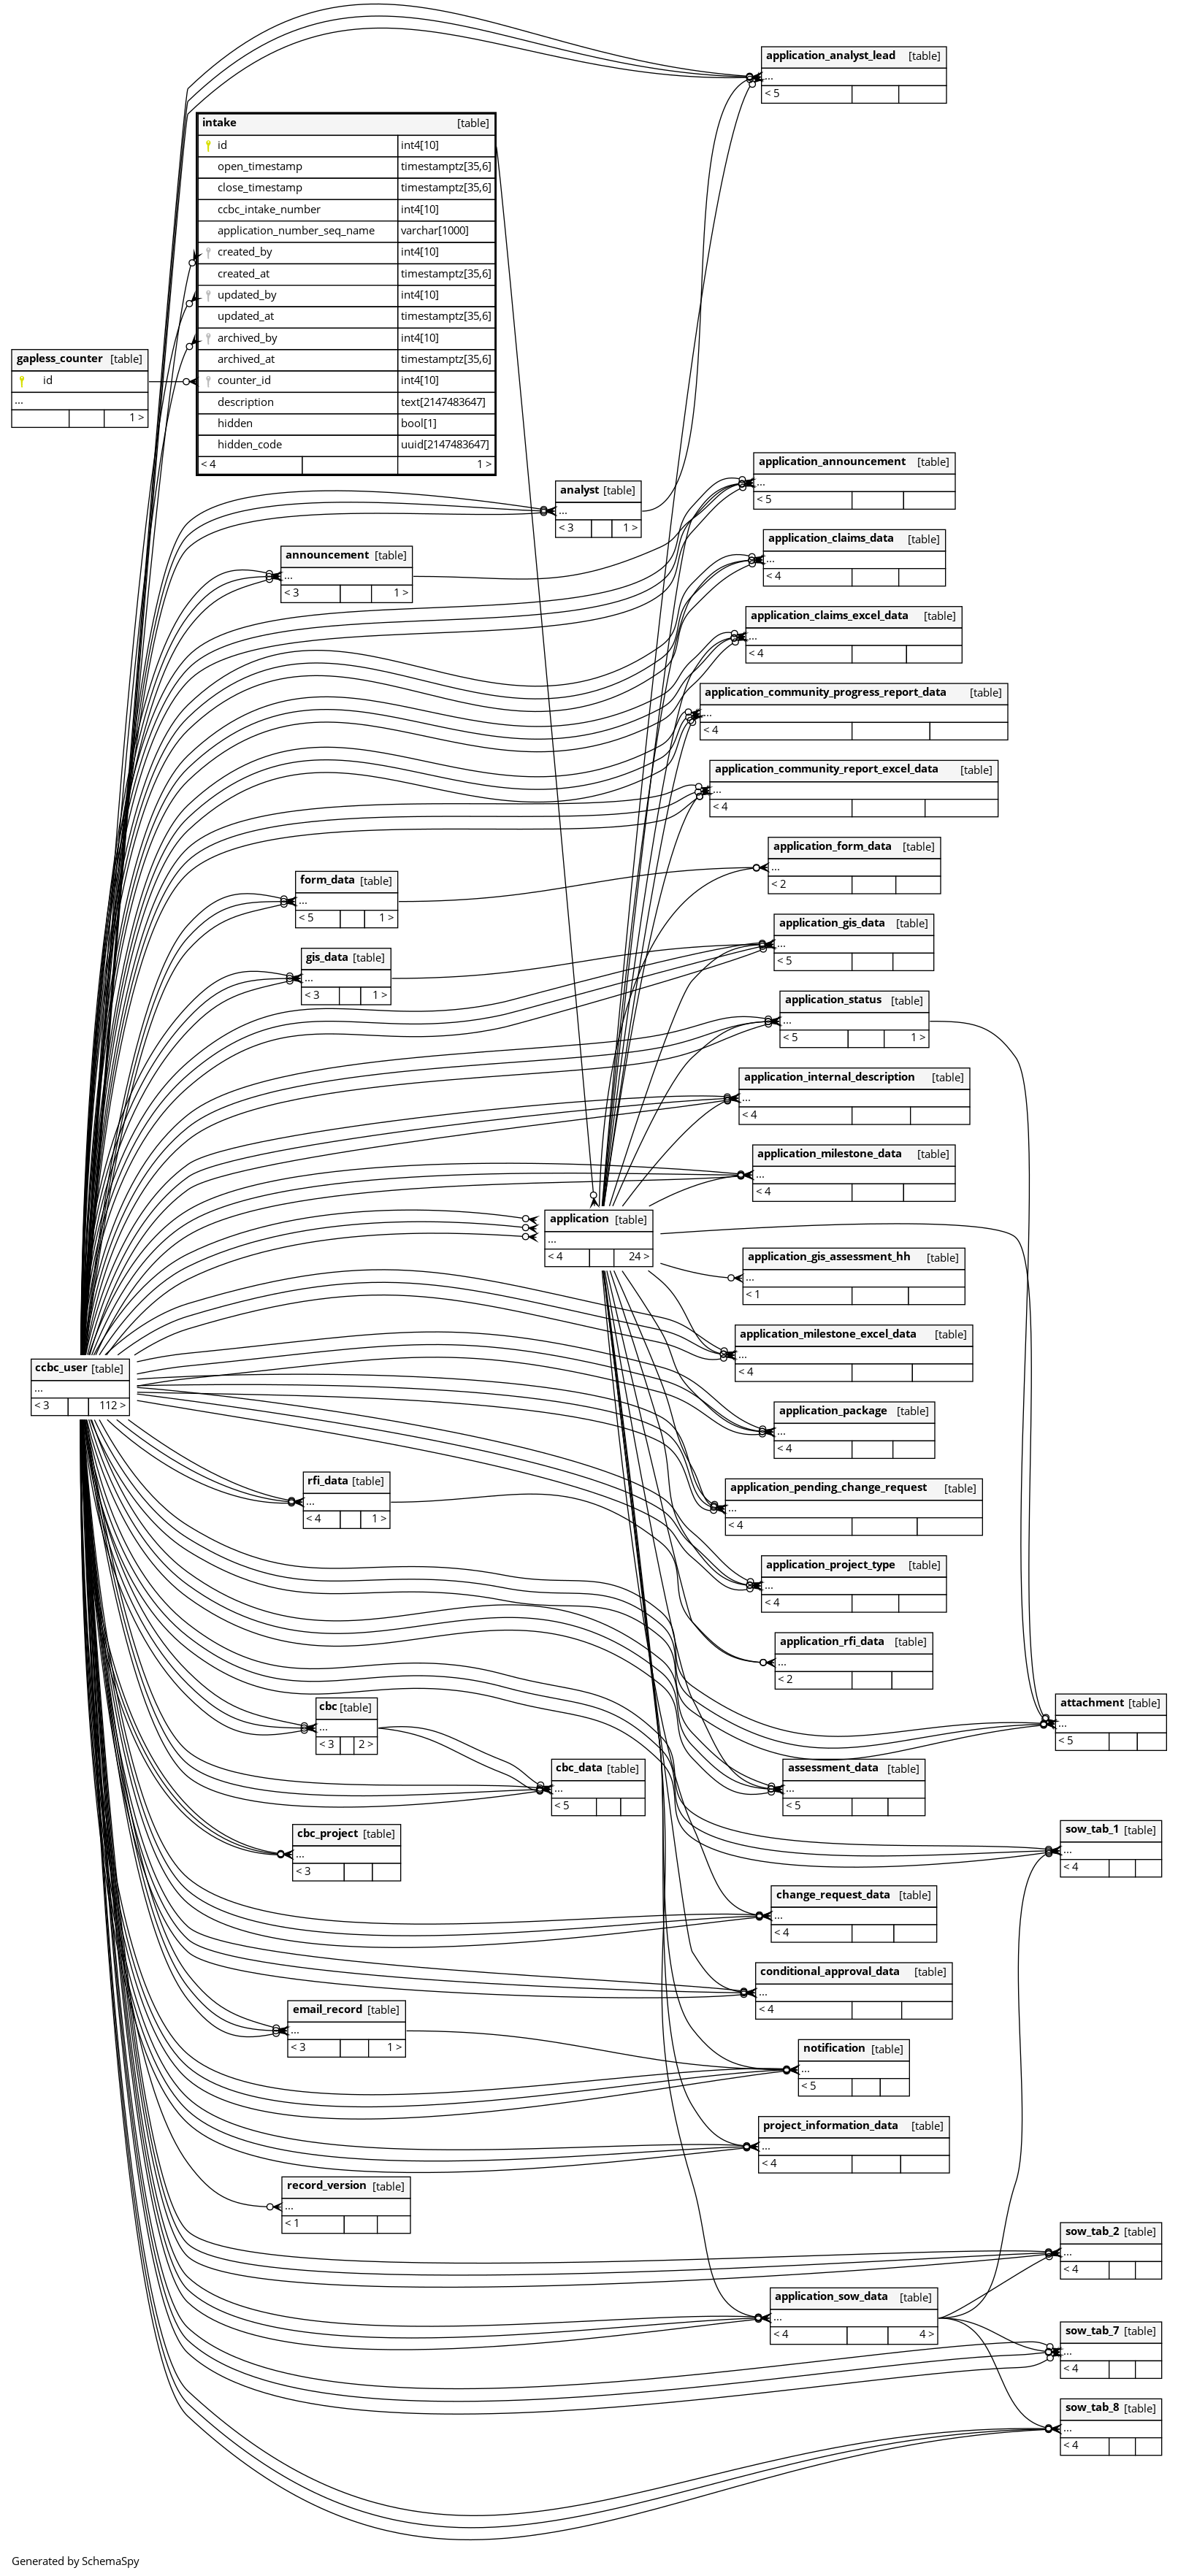 application_analyst_lead [table]
...
< 5
intake [table]
id int4[10]
open_timestamp timestamptz[35,6]
close_timestamp timestamptz[35,6]
ccbc_intake_number int4[10]
application_number_seq_name varchar[1000]
created_by int4[10]
created_at timestamptz[35,6]
updated_by int4[10]
updated_at timestamptz[35,6]
archived_by int4[10]
archived_at timestamptz[35,6]
counter_id int4[10]
description text[2147483647]
hidden bool[1]
hidden_code uuid[2147483647]
< 4 1 >
gapless_counter [table]
id
...
1 >
application_announcement [table]
...
< 5
analyst [table]
...
< 3 1 >
application_claims_data [table]
...
< 4
announcement [table]
...
< 3 1 >
application_claims_excel_data [table]
...
< 4
application_community_progress_report_data [table]
...
< 4
application_community_report_excel_data [table]
...
< 4
application_form_data [table]
...
< 2
form_data [table]
...
< 5 1 >
application_gis_data [table]
...
< 5
gis_data [table]
...
< 3 1 >
application_status [table]
...
< 5 1 >
application_internal_description [table]
...
< 4
application_milestone_data [table]
...
< 4
application [table]
...
< 4 24 >
application_gis_assessment_hh [table]
...
< 1
application_milestone_excel_data [table]
...
< 4
ccbc_user [table]
...
< 3 112 >
application_package [table]
...
< 4
rfi_data [table]
...
< 4 1 >
application_pending_change_request [table]
...
< 4
application_project_type [table]
...
< 4
application_rfi_data [table]
...
< 2
cbc [table]
...
< 3 2 >
attachment [table]
...
< 5
cbc_data [table]
...
< 5
assessment_data [table]
...
< 5
cbc_project [table]
...
< 3
sow_tab_1 [table]
...
< 4
change_request_data [table]
...
< 4
conditional_approval_data [table]
...
< 4
email_record [table]
...
< 3 1 >
notification [table]
...
< 5
project_information_data [table]
...
< 4
record_version [table]
...
< 1
sow_tab_2 [table]
...
< 4
application_sow_data [table]
...
< 4 4 >
sow_tab_7 [table]
...
< 4
sow_tab_8 [table]
...
< 4
Generated by SchemaSpy